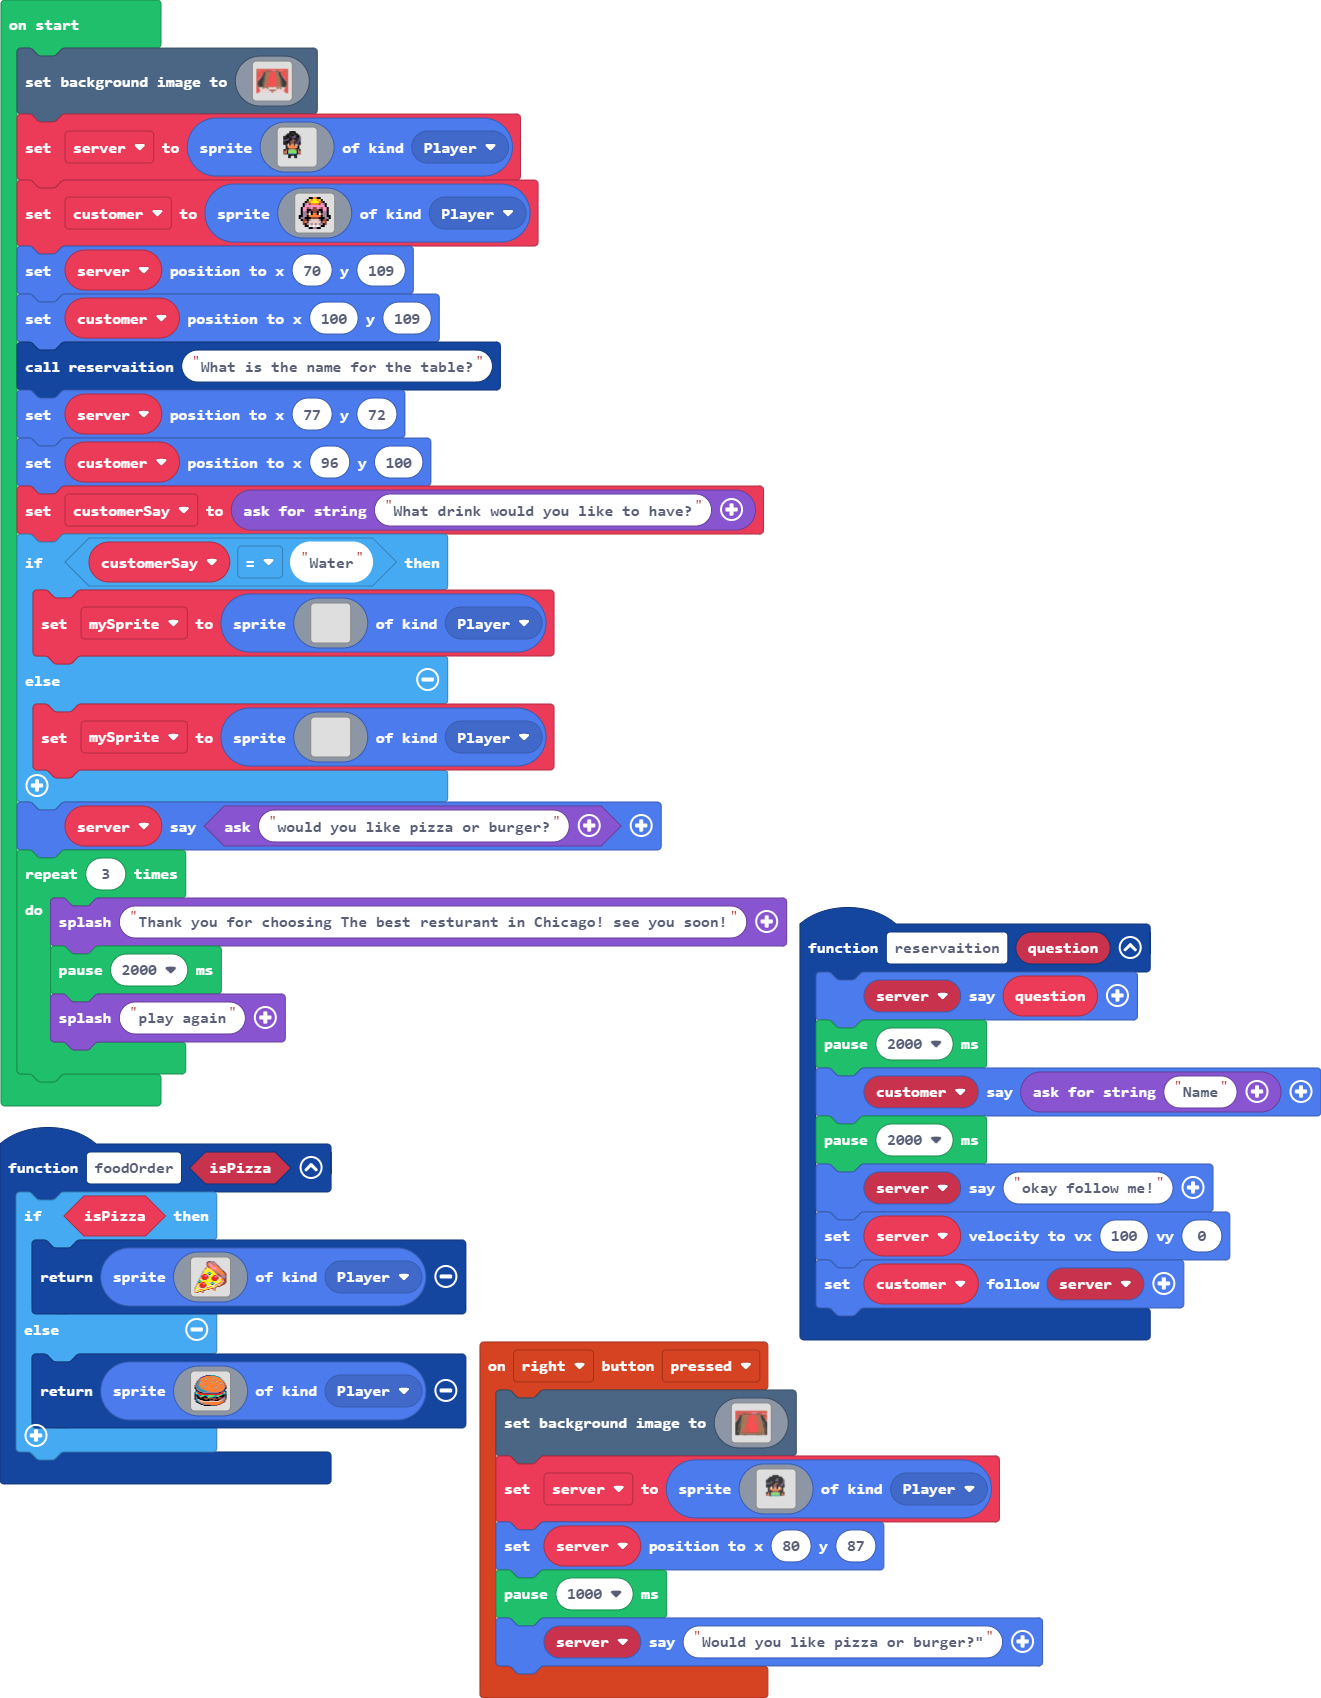 on start
set background image to
set server to sprite of kind Player
set customer to sprite of kind Player
set server position to x 70 y 109
set customer position to x 100 y 109
call reservaition "What is the name for the table?"
set server position to x 77 y 72
set customer position to x 96 y 100
set customerSay to ask for string "What drink would you like to have?"
if customerSay = "Water" then
set mySprite to sprite of kind Player
else
set mySprite to sprite of kind Player
server say ask "would you like pizza or burger?"
repeat 3 times
do
splash "Thank you for choosing The best resturant in Chicago! see you soon!"
pause 2000 ms
splash "play again"
function reservaition question
server say question
pause 2000 ms
customer say ask for string "Name"
pause 2000 ms
server say "okay follow me!"
set server velocity to vx 100 vy 0
set customer follow server
function foodOrder isPizza
if isPizza then
return sprite of kind Player
else
return sprite of kind Player
on right button pressed
set background image to
set server to sprite of kind Player
set server position to x 80 y 87
pause 1000 ms
server say "Would you like pizza or burger?""